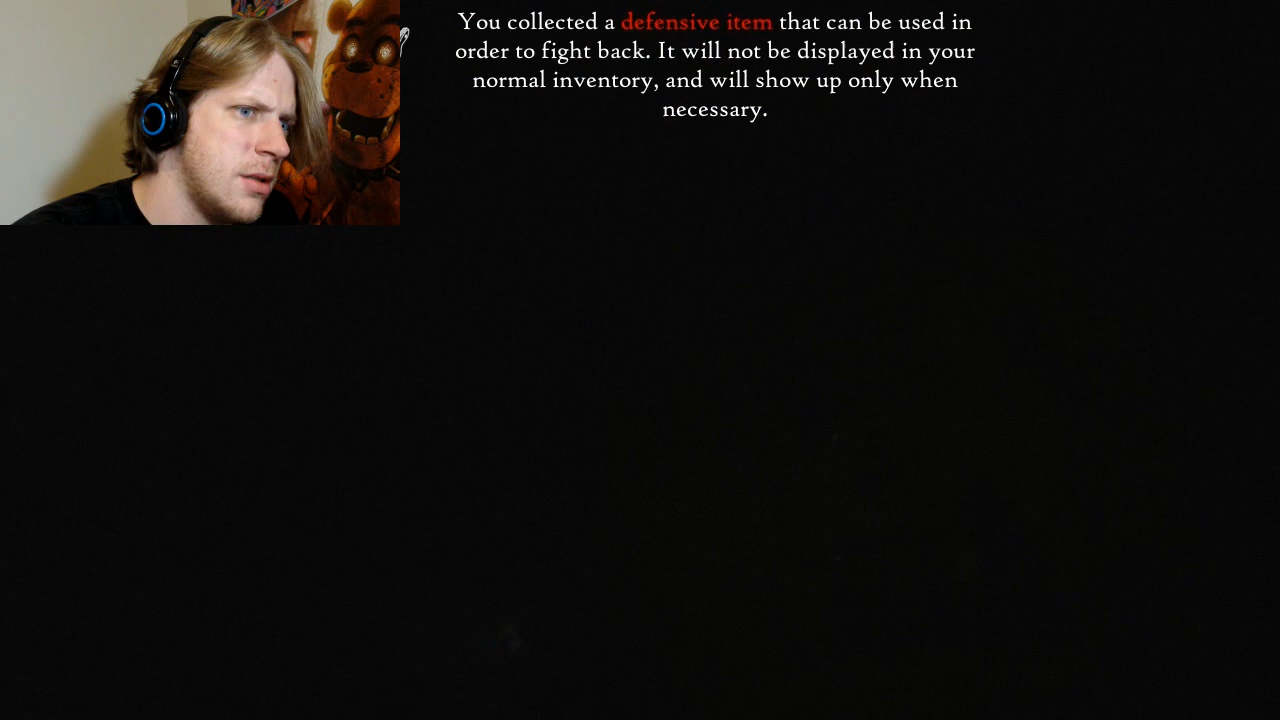 You collected a defensive item that can be used in
order to fight back. It will not be displayed in your
normal inventory, and will show up only when
necessary.